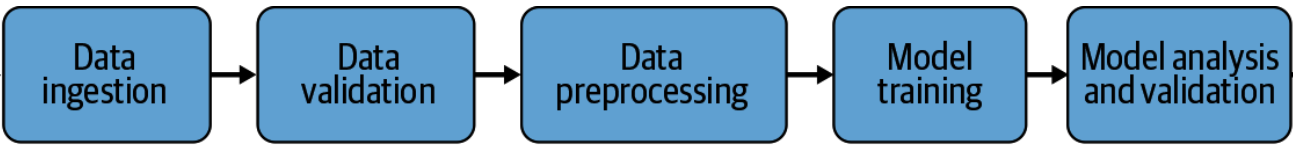 Data
ingestion
Data
validation
Data
preprocessing
Model
training
Model analysis
and validation